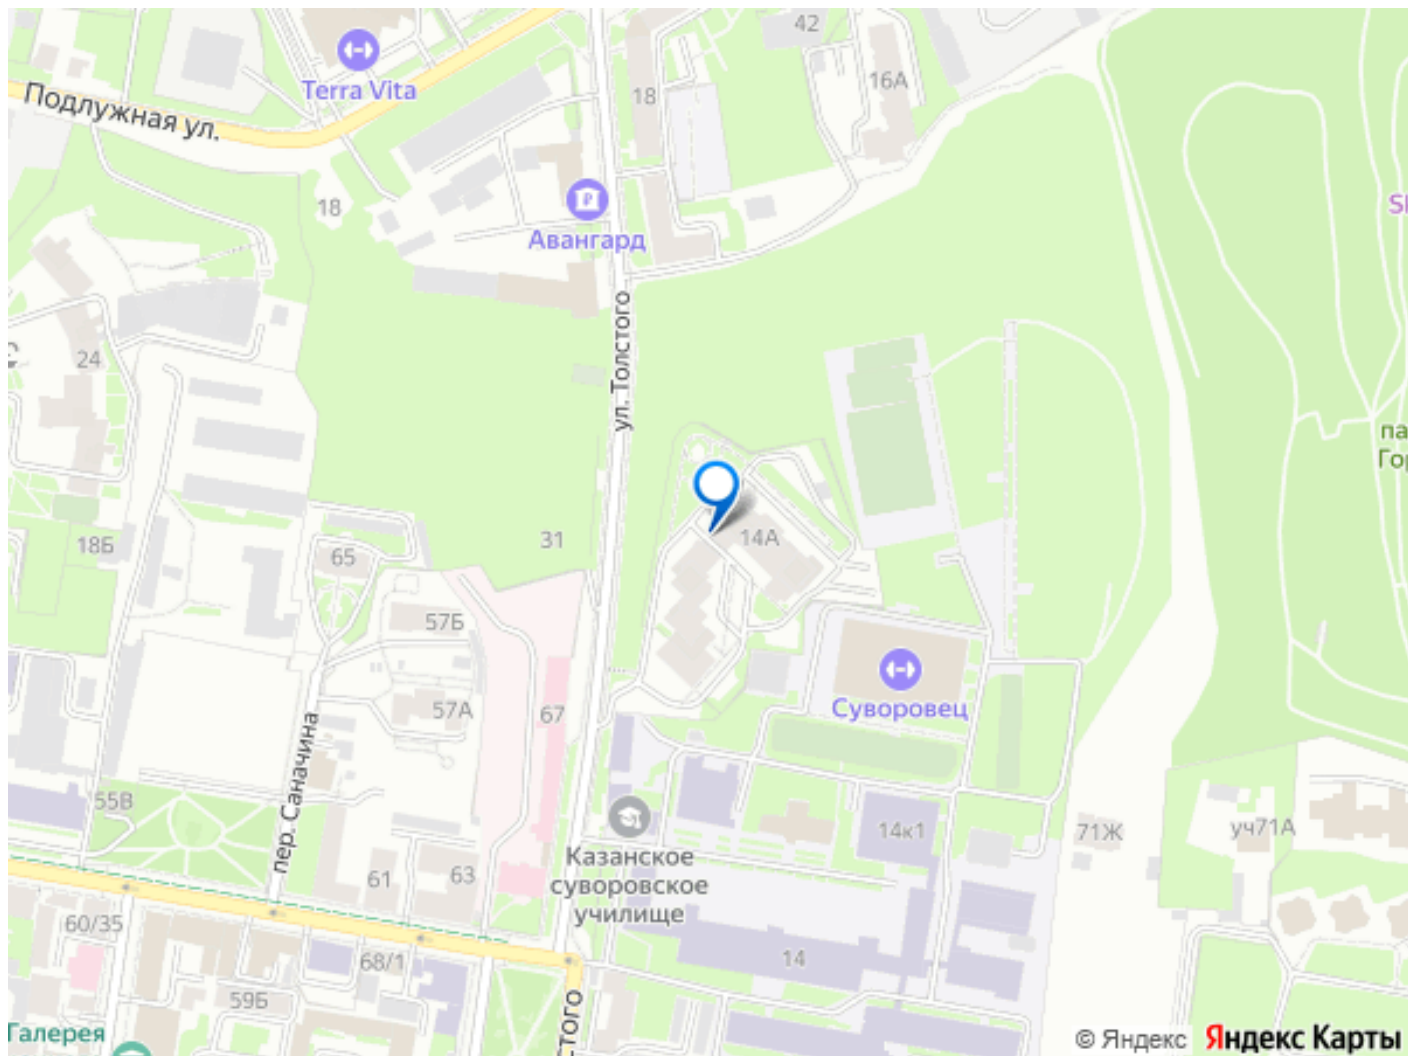 42
Terra Vita
18
16А
Подлужная ул.
18
Авангард
ул. Толстого
24
31
14А
18Б
65
57Б
57А
67
Суворовец
пер. Саначина
55В
14к1
71Ж
уч71А
Казанское
суворовское
училище
61
63
60/35
68/1
14
59Б
Галерея
© Яндекс Яндекс Карты